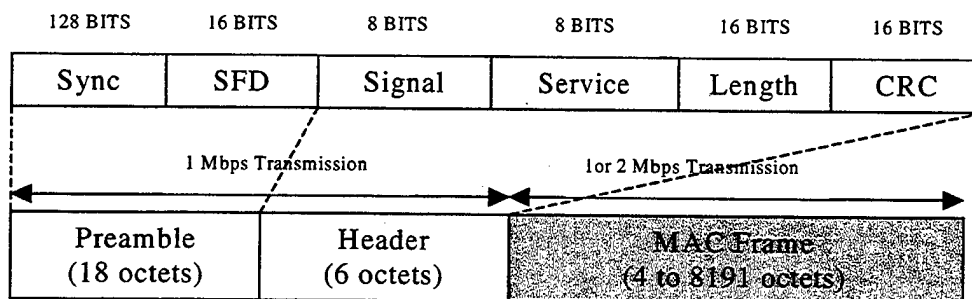 128 BITS 16 BITS 8 BITS 8 BITS 16 BITS 16 BITS
Sync SFD Signal Service Length CRC
1 Mbps Transmission 1or 2 Mbps Transmission
Preamble Header MAC Frame
(18 octets) (6 octets) (4 to 8191 octets)